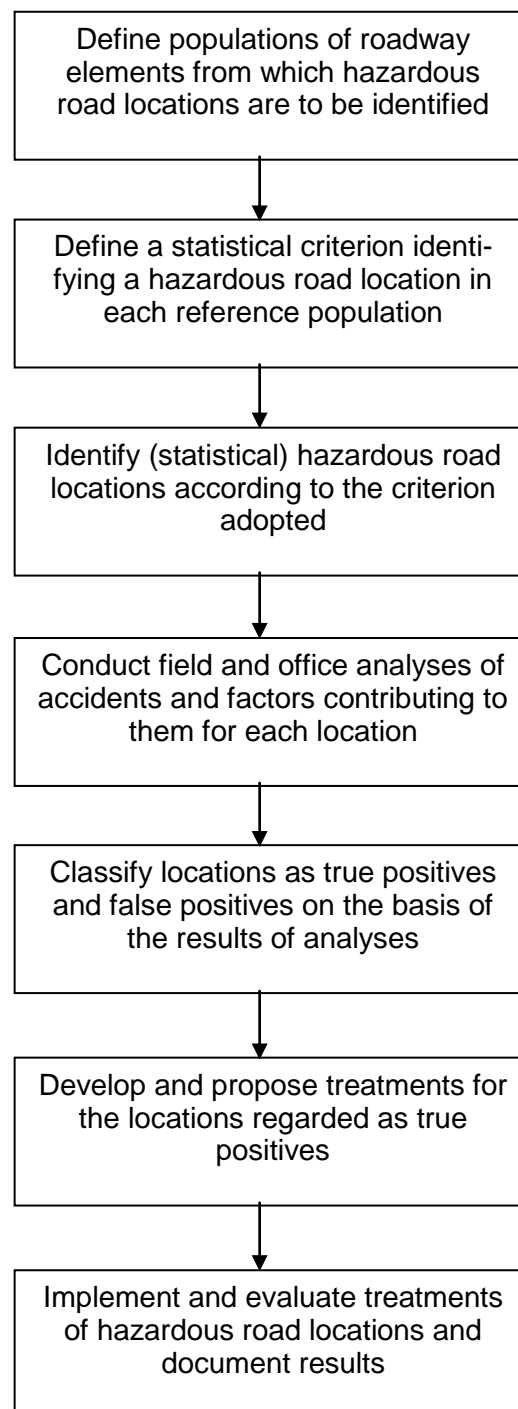 Define populations of roadway
elements from which hazardous
road locations are to be identified
Define a statistical criterion identi-
fying a hazardous road location in
each reference population
Identify (statistical) hazardous road
locations according to the criterion
adopted
Conduct field and office analyses of
accidents and factors contributing to
them for each location
Classify locations as true positives
and false positives on the basis of
the results of analyses
Develop and propose treatments for
the locations regarded as true
positives
Implement and evaluate treatments
of hazardous road locations and
document results